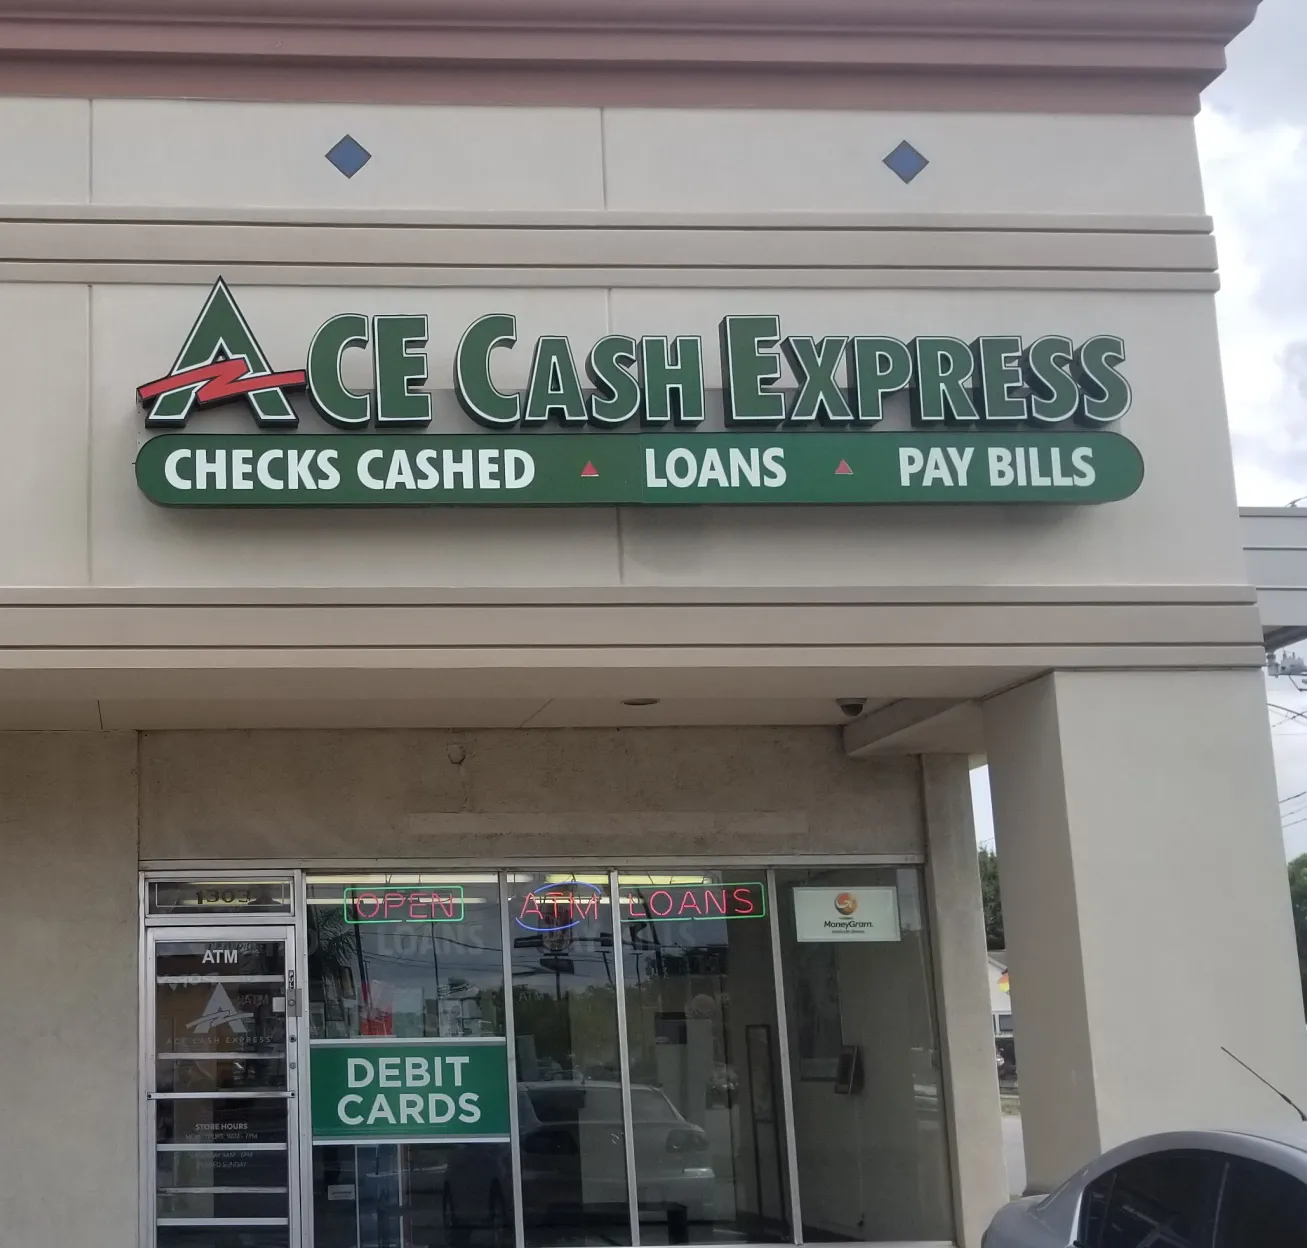 ACE CASH EXPRESS
CHECKS CASHED LOANS PAY BILLS
1303
OPEN ATM LOANS
MoneyGram
ATM
ACE CASH EXPRESS
DEBIT
CARDS
STORE HOURS